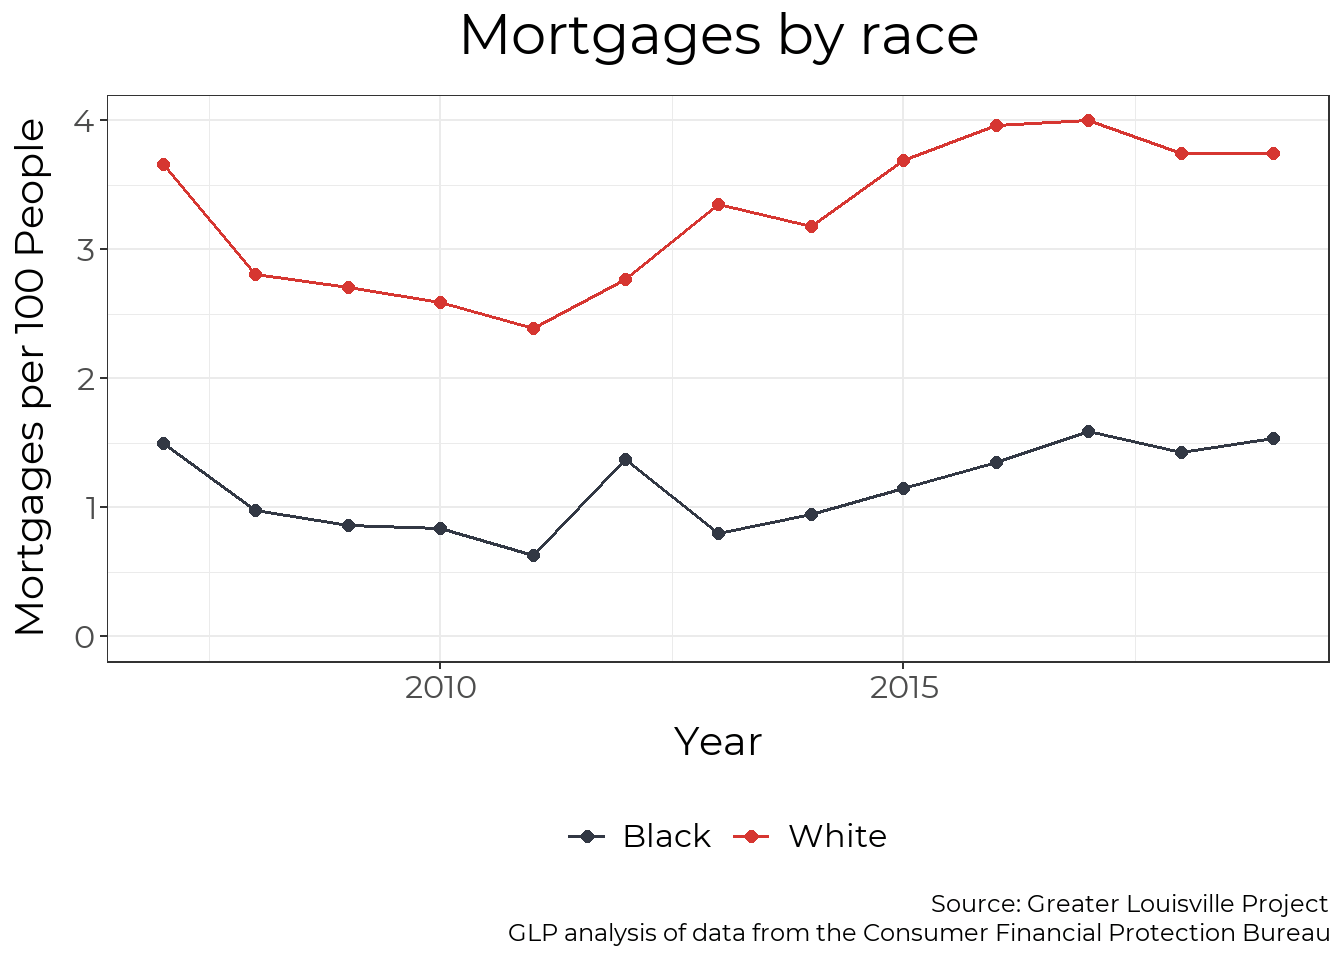 Mortgages by race
Mortgages per 100 People
4
3
2
1
0
2010
2015
Year
Black
White
Source: Greater Louisville Project
GLP analysis of data from the Consumer Financial Protection Bureau